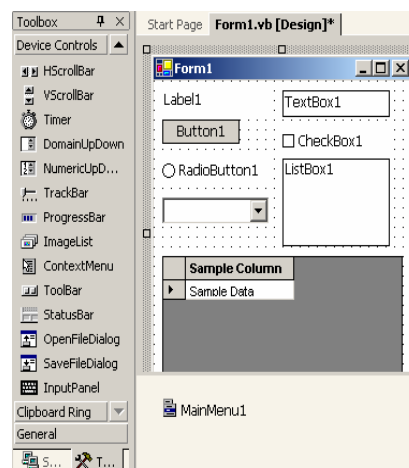 Toolbox
Device Controls
HScrollBar
VScrollBar
Timer
DomainUpDown
NumericUpD...
TrackBar
ProgressBar
ImageList
ContextMenu
ToolBar
StatusBar
OpenFileDialog
SaveFileDialog
InputPanel
Clipboard Ring
General
S...
T...
Start Page
Form1.vb [Design]*
Form1
Label1
TextBox1
Button1
CheckBox1
RadioButton1
ListBox1
Sample Column
Sample Data
MainMenu1